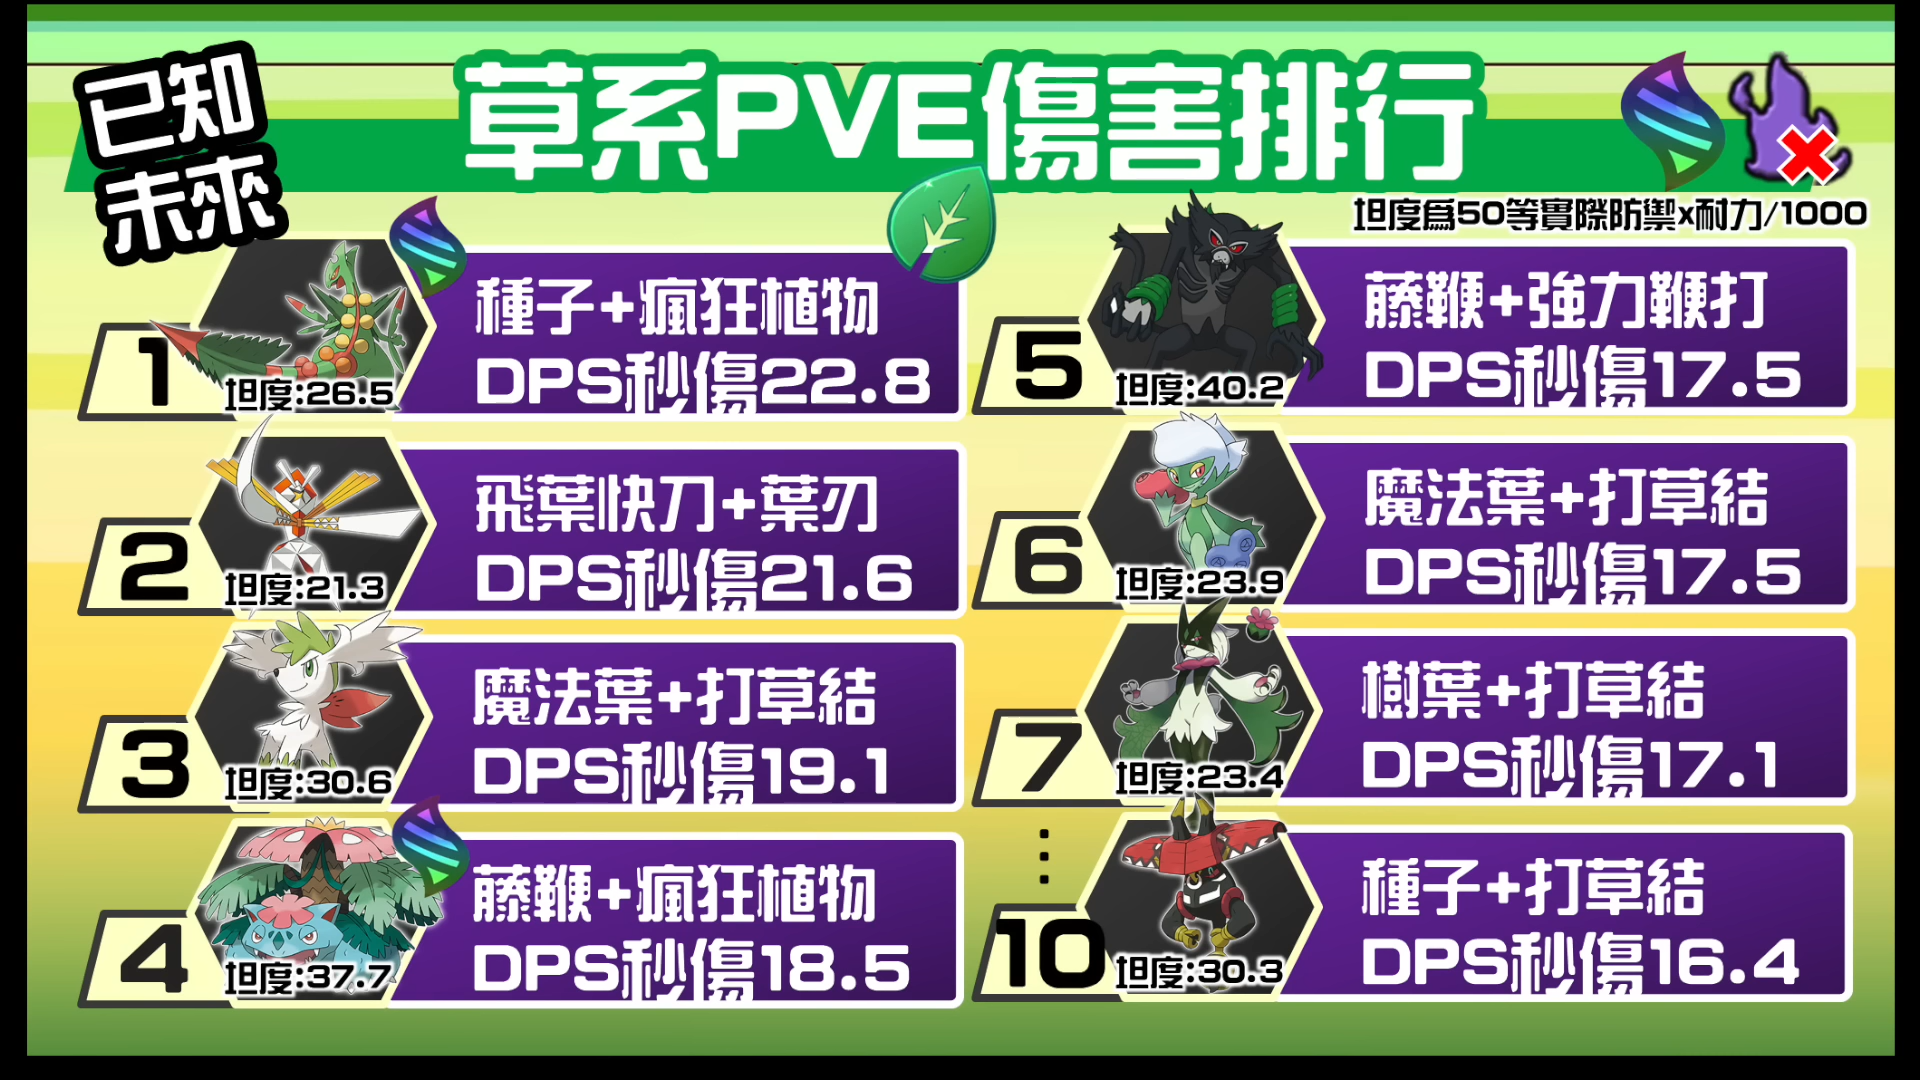 已知
未來
草系PVE傷害排行
坦度爲50等實際防禦x耐力/1000
1
坦度:26.5
種子+瘋狂植物
DPS秒傷22.8
2
坦度:21.3
飛葉快刀+葉刃
DPS秒傷21.6
3
坦度:30.6
魔法葉+打草結
DPS秒傷19.1
4
坦度:37.7
藤鞭+瘋狂植物
DPS秒傷18.5
5
坦度:40.2
藤鞭+強力鞭打
DPS秒傷17.5
6
坦度:23.9
魔法葉+打草結
DPS秒傷17.5
7
坦度:23.4
樹葉+打草結
DPS秒傷17.1
10
坦度:30.3
種子+打草結
DPS秒傷16.4